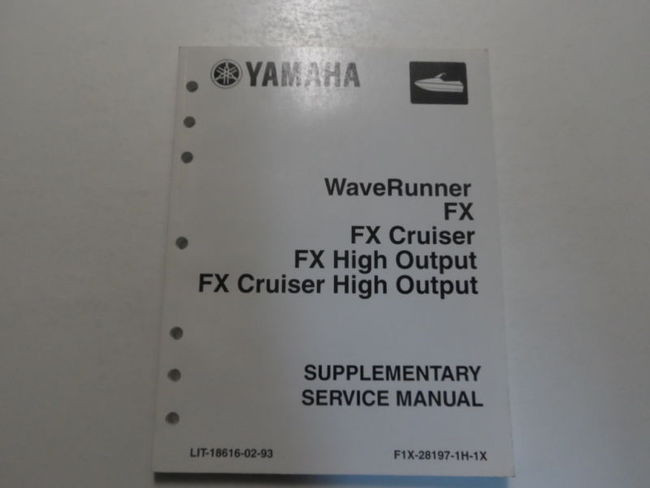 YAMAHA
WaveRunner
FX
FX Cruiser
FX High Output
FX Cruiser High Output
SUPPLEMENTARY
SERVICE MANUAL
LIT-18616-02-93 F1X-28197-1H-1X